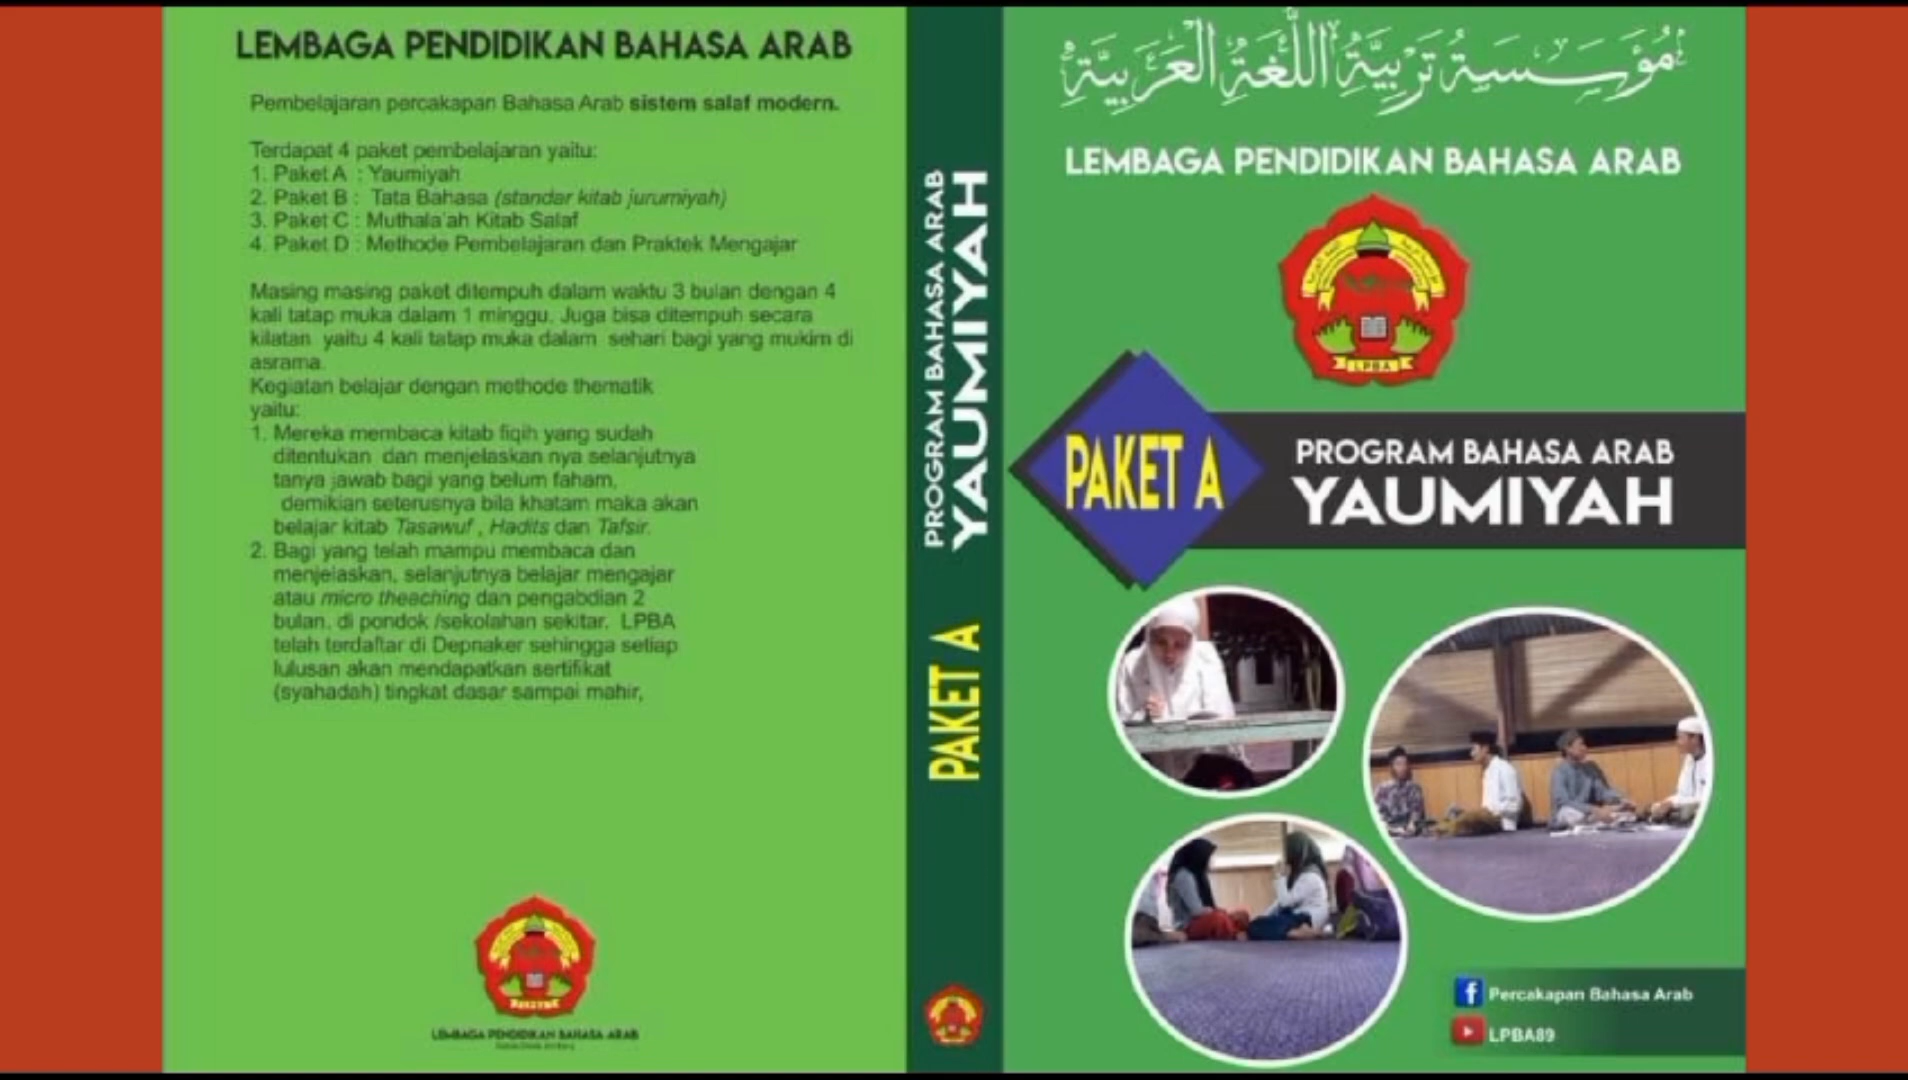 LEMBAGA PENDIDIKAN BAHASA ARAB
Pembelajaran percakapan Bahasa Arab sistem salaf modern.
Terdapat 4 paket pembelajaran yaitu:
1. Paket A : Yaumiyah
2. Paket B : Tata Bahasa (standar kitab jurumiyah)
3. Paket C : Muthala'ah Kitab Salaf
4. Paket D : Methode Pembelajaran dan Praktek Mengajar
Masing masing paket ditempuh dalam waktu 3 bulan dengan 4
kali tatap muka dalam 1 minggu. Juga bisa ditempuh secara
kilatan yaitu 4 kali tatap muka dalam sehari bagi yang mukim di
asrama.
Kegiatan belajar dengan methode thematik
yaitu:
1. Mereka membaca kitab fiqih yang sudah
ditentukan dan menjelaskan nya selanjutnya
tanya jawab bagi yang belum faham,
demikian seterusnya bila khatam maka akan
belajar kitab Tasawuf , Hadits dan Tafsir.
2. Bagi yang telah mampu membaca dan
menjelaskan, selanjutnya belajar mengajar
atau micro theeching dan pengabdian 2
bulan. di pondok /sekolahan sekitar. LPBA
telah terdaftar di Depnaker sehingga setiap
lulusan akan mendapatkan sertifikat
(syahadah) tingkat dasar sampai mahir,
LEMBAGA PENDIDIKAN BAHASA ARAB
PROGRAM BAHASA ARAB
YAUMIYAH
PAKET A
مُؤَسَّسَةُ تَرْبِيَّةُ اللُّغَةُ الْعَرَبِيَّةِ
LEMBAGA PENDIDIKAN BAHASA ARAB
LPBA
PAKET A
PROGRAM BAHASA ARAB
YAUMIYAH
Percakapan Bahasa Arab
LPBA89